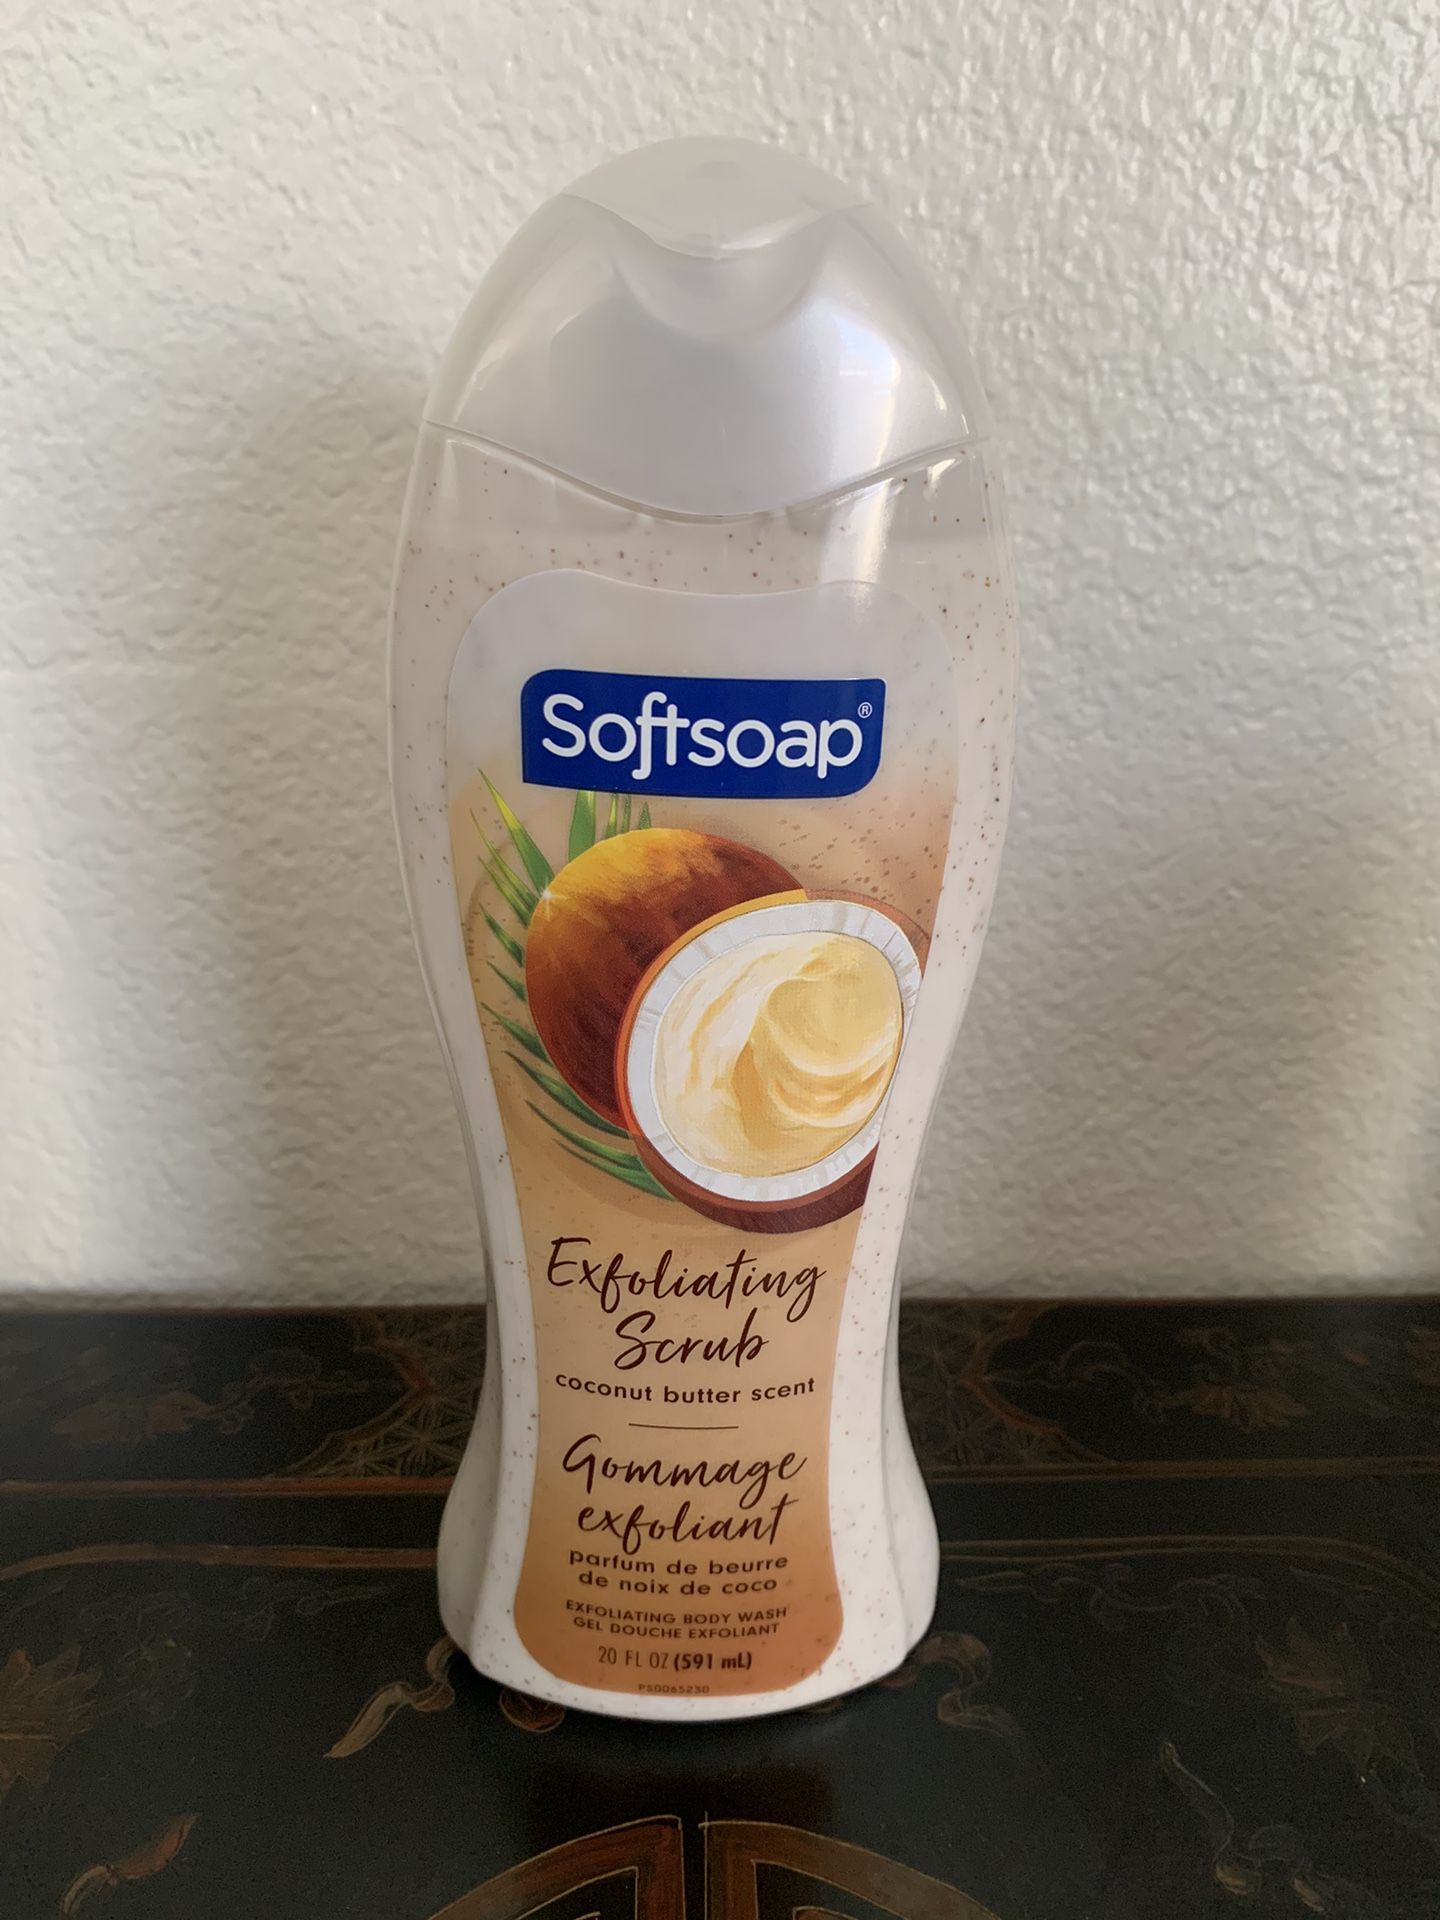 Softsoap®
Exfoliating
Scrub
coconut butter scent
Gommage
exfoliant
parfum de beurre
de noix de coco
EXFOLIATING BODY WASH
GEL DOUCHE EXFOLIANT
20 FL OZ (591 mL)
PS0065230